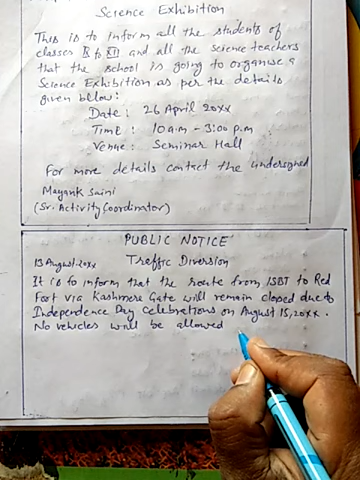 Science Exhibition
This is to inform all the students of
classes X to XII and all the science teachers
that the school is going to organise a
Science Exhibition as per the details
given bllow:
Date : 26 April 20xx
Time : 10 a.m - 3:00 p.m
Venue : Seminar Hall
For more details contact the undersigned
Mayank Saini
(Sr. Activity Coordinator)
PUBLIC NOTICE
13 August 20xx Traffic Diversion
It is to inform that the route from ISBT to Red
Foot via Kashmere Gate will remain closed due to
Independence Day Celebrations on August 15, 20xx.
No vehicles will be allowed